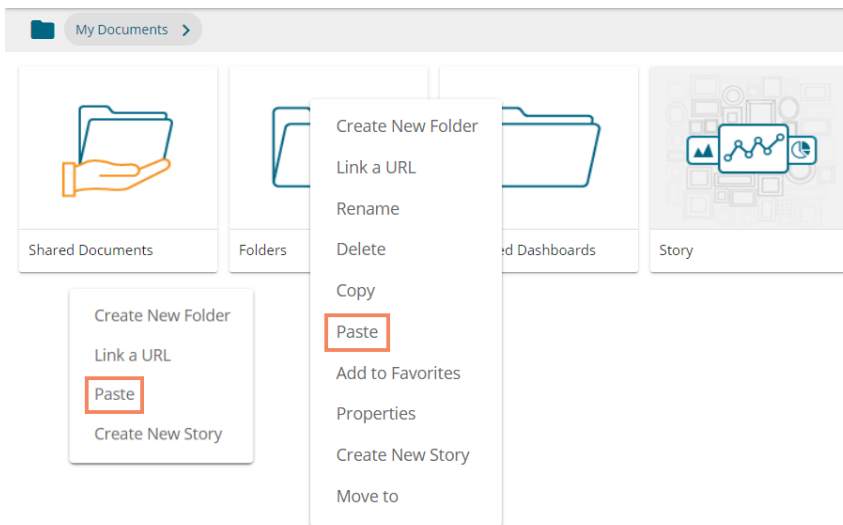 My Documents
Shared Documents
Folders
ed Dashboards
Story
Create New Folder
Link a URL
Paste
Create New Story
Create New Folder
Link a URL
Rename
Delete
Copy
Paste
Add to Favorites
Properties
Create New Story
Move to